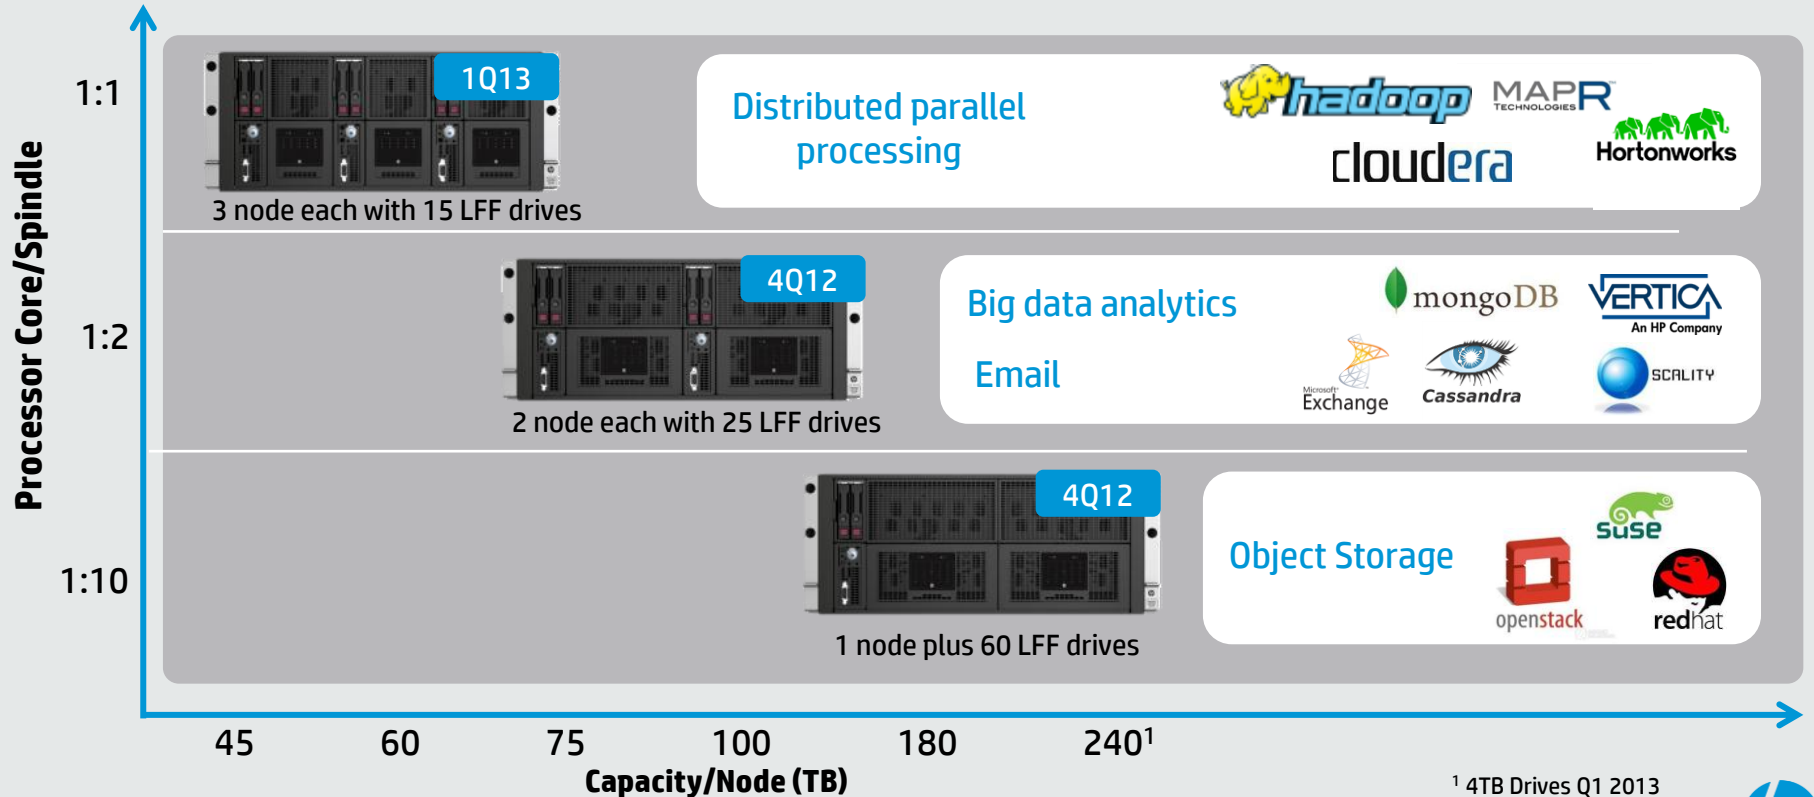 Processor Core/Spindle
1:1
1Q13
3 node each with 15 LFF drives
Distributed parallel
processing
hadoop
MAPR
TECHNOLOGIES
cloudera
Hortonworks
1:2
4Q12
2 node each with 25 LFF drives
Big data analytics
Email
mongoDB
VERTICA
An HP Company
Microsoft
Exchange
Cassandra
SCALITY
1:10
4Q12
1 node plus 60 LFF drives
Object Storage
suse
openstack
redhat
45 60 75 100 180 240¹
Capacity/Node (TB)
¹ 4TB Drives Q1 2013